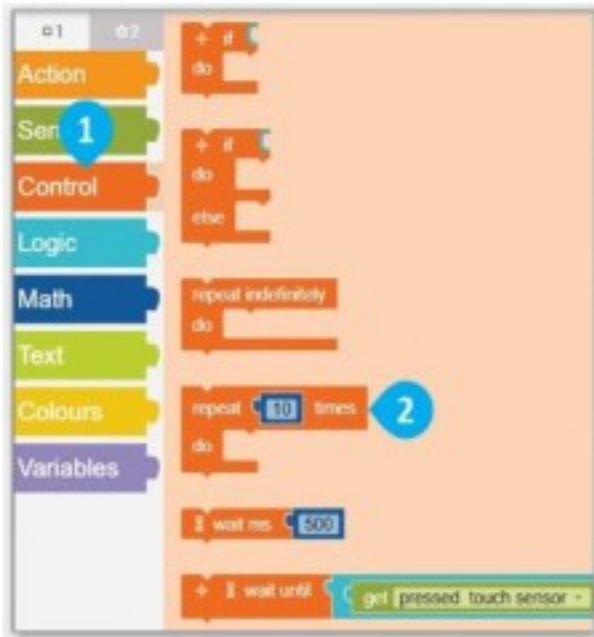 1 2
Action
Sen
1
Control
Logic
Math
Text
Colours
Variables
+ if
do
+ if
do
else
repeat indefinitely
do
repeat 10 times
2
do
wait ms 500
+ wait until get pressed touch sensor